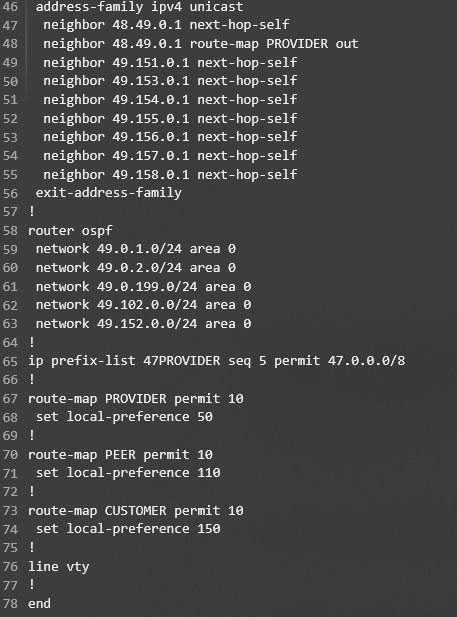 46 address-family ipv4 unicast
47 neighbor 48.49.0.1 next-hop-self
48 neighbor 48.49.0.1 route-map PROVIDER out
49 neighbor 49.151.0.1 next-hop-self
50 neighbor 49.153.0.1 next-hop-self
51 neighbor 49.154.0.1 next-hop-self
52 neighbor 49.155.0.1 next-hop-self
53 neighbor 49.156.0.1 next-hop-self
54 neighbor 49.157.0.1 next-hop-self
55 neighbor 49.158.0.1 next-hop-self
56 exit-address-family
57 !
58 router ospf
59 network 49.0.1.0/24 area 0
60 network 49.0.2.0/24 area 0
61 network 49.0.199.0/24 area 0
62 network 49.102.0.0/24 area 0
63 network 49.152.0.0/24 area 0
64 !
65 ip prefix-list 47PROVIDER seq 5 permit 47.0.0.0/8
66 !
67 route-map PROVIDER permit 10
68 set local-preference 50
69 !
70 route-map PEER permit 10
71 set local-preference 110
72 !
73 route-map CUSTOMER permit 10
74 set local-preference 150
75 !
76 line vty
77 !
78 end